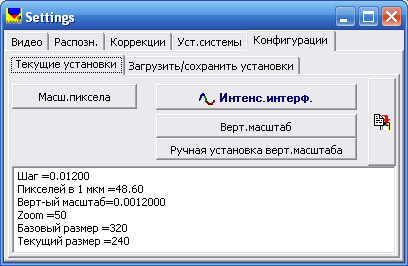 Settings
Видео Распозн. Коррекции Уст.системы Конфигурации
Текущие установки Загрузить/сохранить установки
Масш.пиксела Интенс.интерф.
Верт.масштаб
Ручная установка верт.масштаба
Шаг =0.01200
Пикселей в 1 мкм =48.60
Верт-ый масштаб=0.0012000
Zoom =50
Базовый размер =320
Текущий размер =240